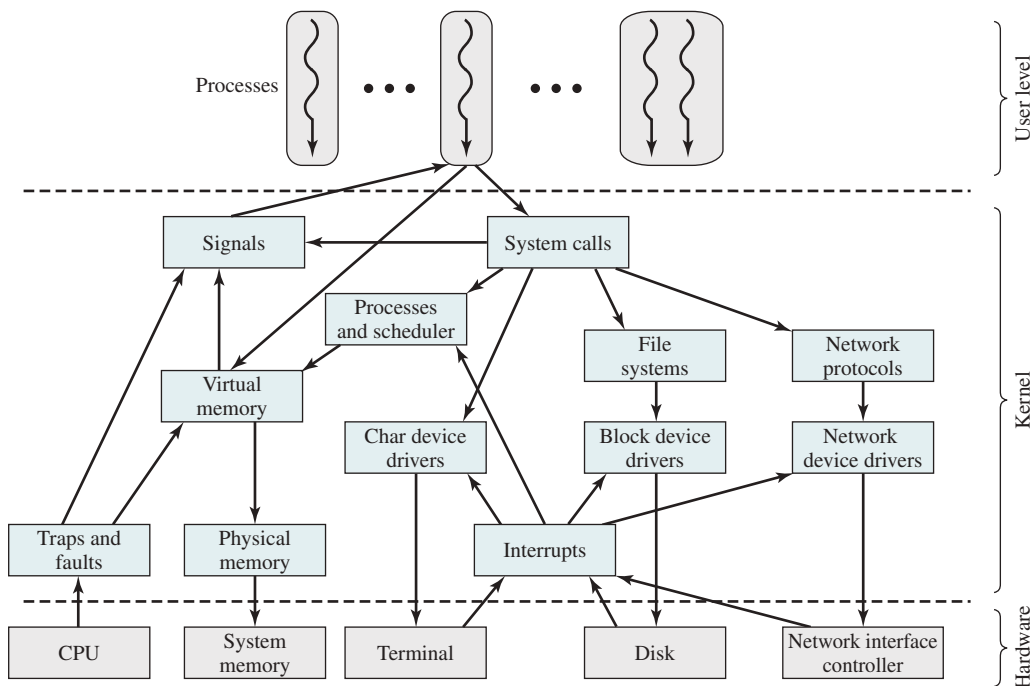 Processes
User level
Signals
System calls
Processes
and scheduler
File
systems
Network
protocols
Virtual
memory
Kernel
Char device
drivers
Block device
drivers
Network
device drivers
Traps and
faults
Physical
memory
Interrupts
CPU
System
memory
Terminal
Disk
Network interface
controller
Hardware